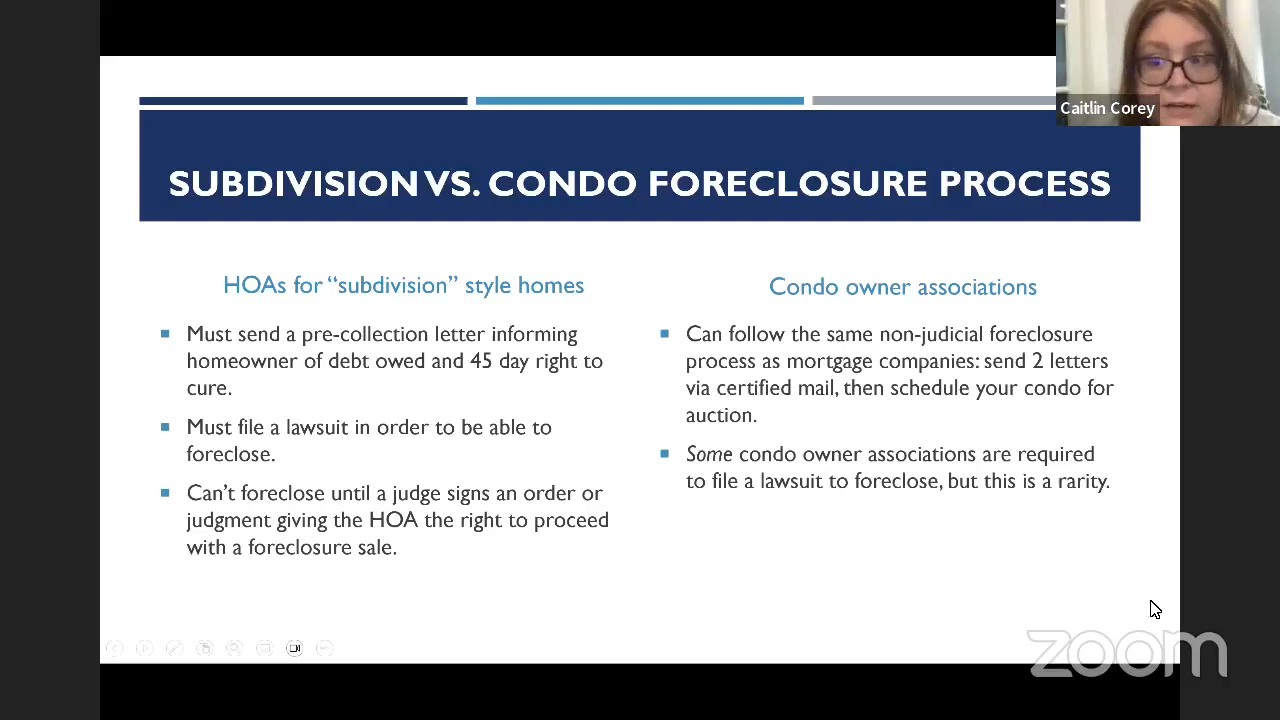 Caitlin Corey
SUBDIVISION VS. CONDO FORECLOSURE PROCESS
HOAs for “subdivision” style homes
Must send a pre-collection letter informing
homeowner of debt owed and 45 day right to
cure.
Must file a lawsuit in order to be able to
foreclose.
Can’t foreclose until a judge signs an order or
judgment giving the HOA the right to proceed
with a foreclosure sale.
Condo owner associations
Can follow the same non-judicial foreclosure
process as mortgage companies: send 2 letters
via certified mail, then schedule your condo for
auction.
Some condo owner associations are required
to file a lawsuit to foreclose, but this is a rarity.
zoom